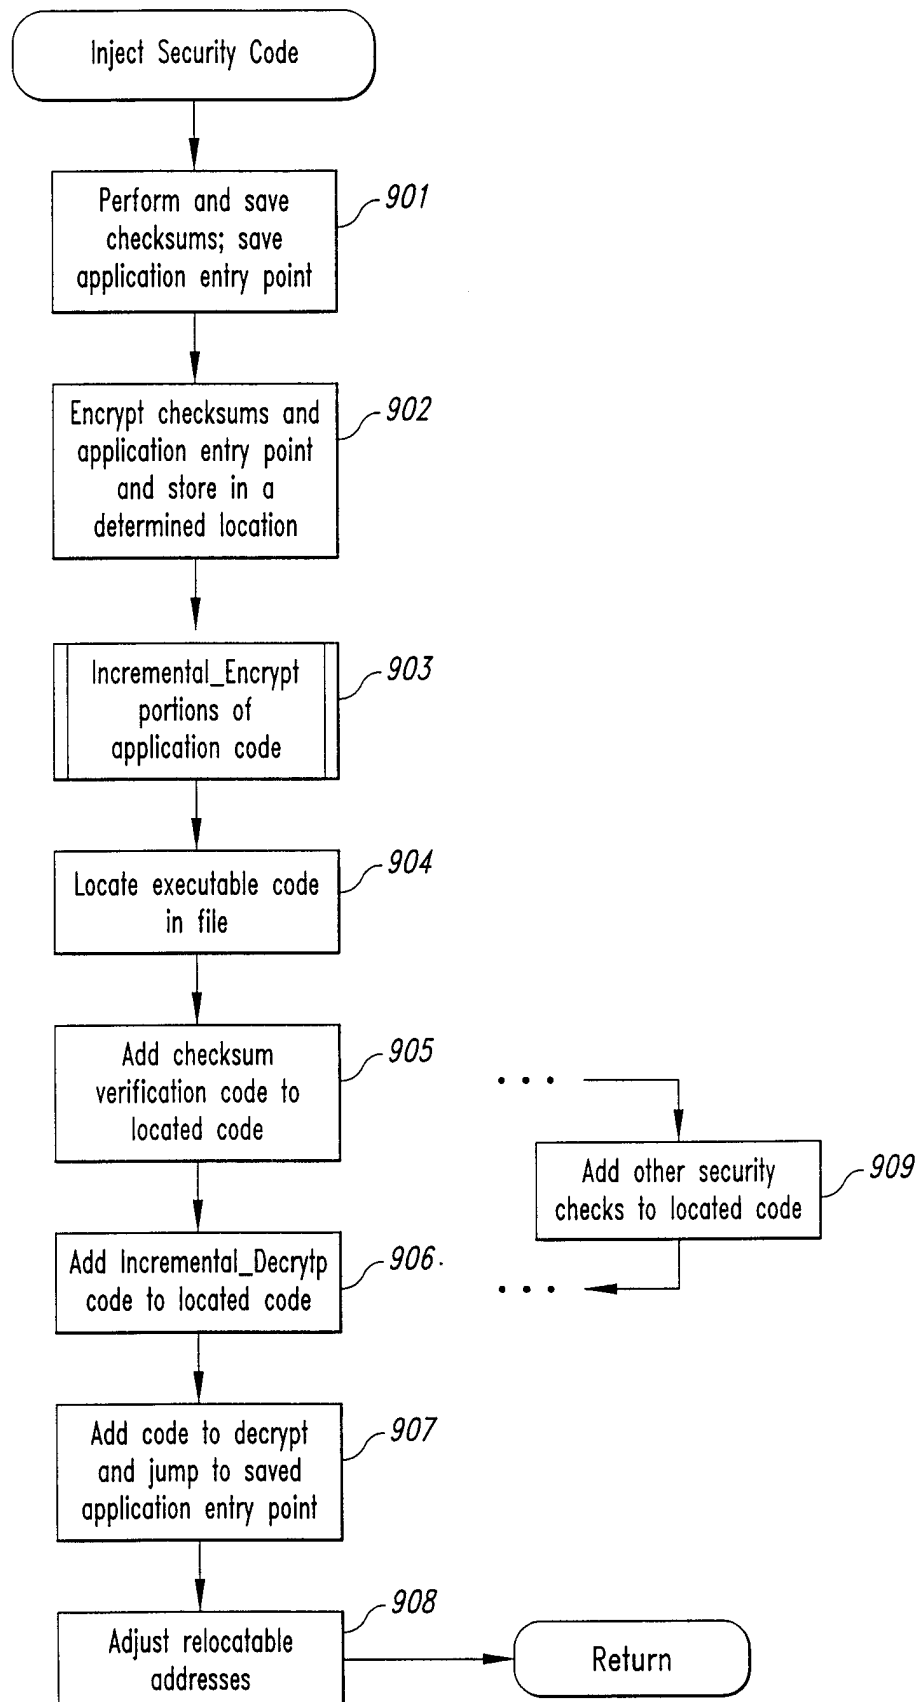 Inject Security Code
Perform and save
checksums; save
application entry point
901
Encrypt checksums and
application entry point
and store in a
determined location
902
Incremental_Encrypt
portions of
application code
903
Locate executable code
in file
904
Add checksum
verification code to
located code
905
• • •
Add other security
checks to located code
909
• • •
Add Incremental_Decrytp
code to located code
906
Add code to decrypt
and jump to saved
application entry point
907
Adjust relocatable
addresses
908
Return